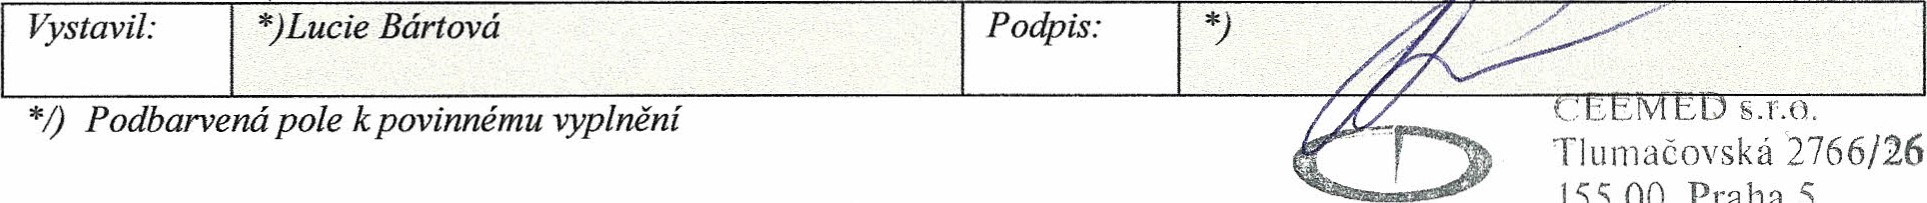 Vystavil: *)Lucie Bártová Podpis: *)
*/) Podbarvená pole k povinnému vyplnění
CEEMED s.r.o.
Tlumačovská 2766/26
155 00 Praha 5